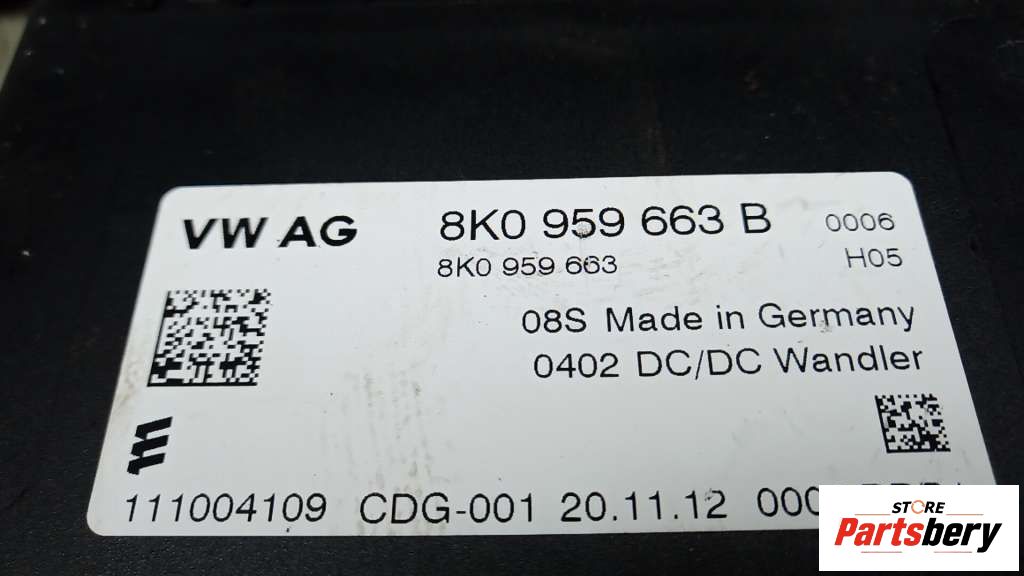 VW AG 8K0 959 663 B 0006
8K0 959 663 H05
08S Made in Germany
0402 DC/DC Wandler
111004109 CDG-001 20.11.12
STORE
Partsbery